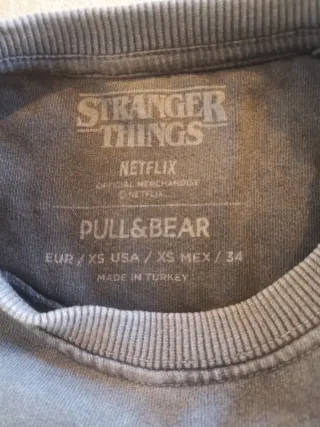 STRANGER
THINGS
NETFLIX
OFFICIAL MERCHANDISE
© NETFLIX
PULL&BEAR
EUR / XS USA / XS MEX / 34
MADE IN TURKEY